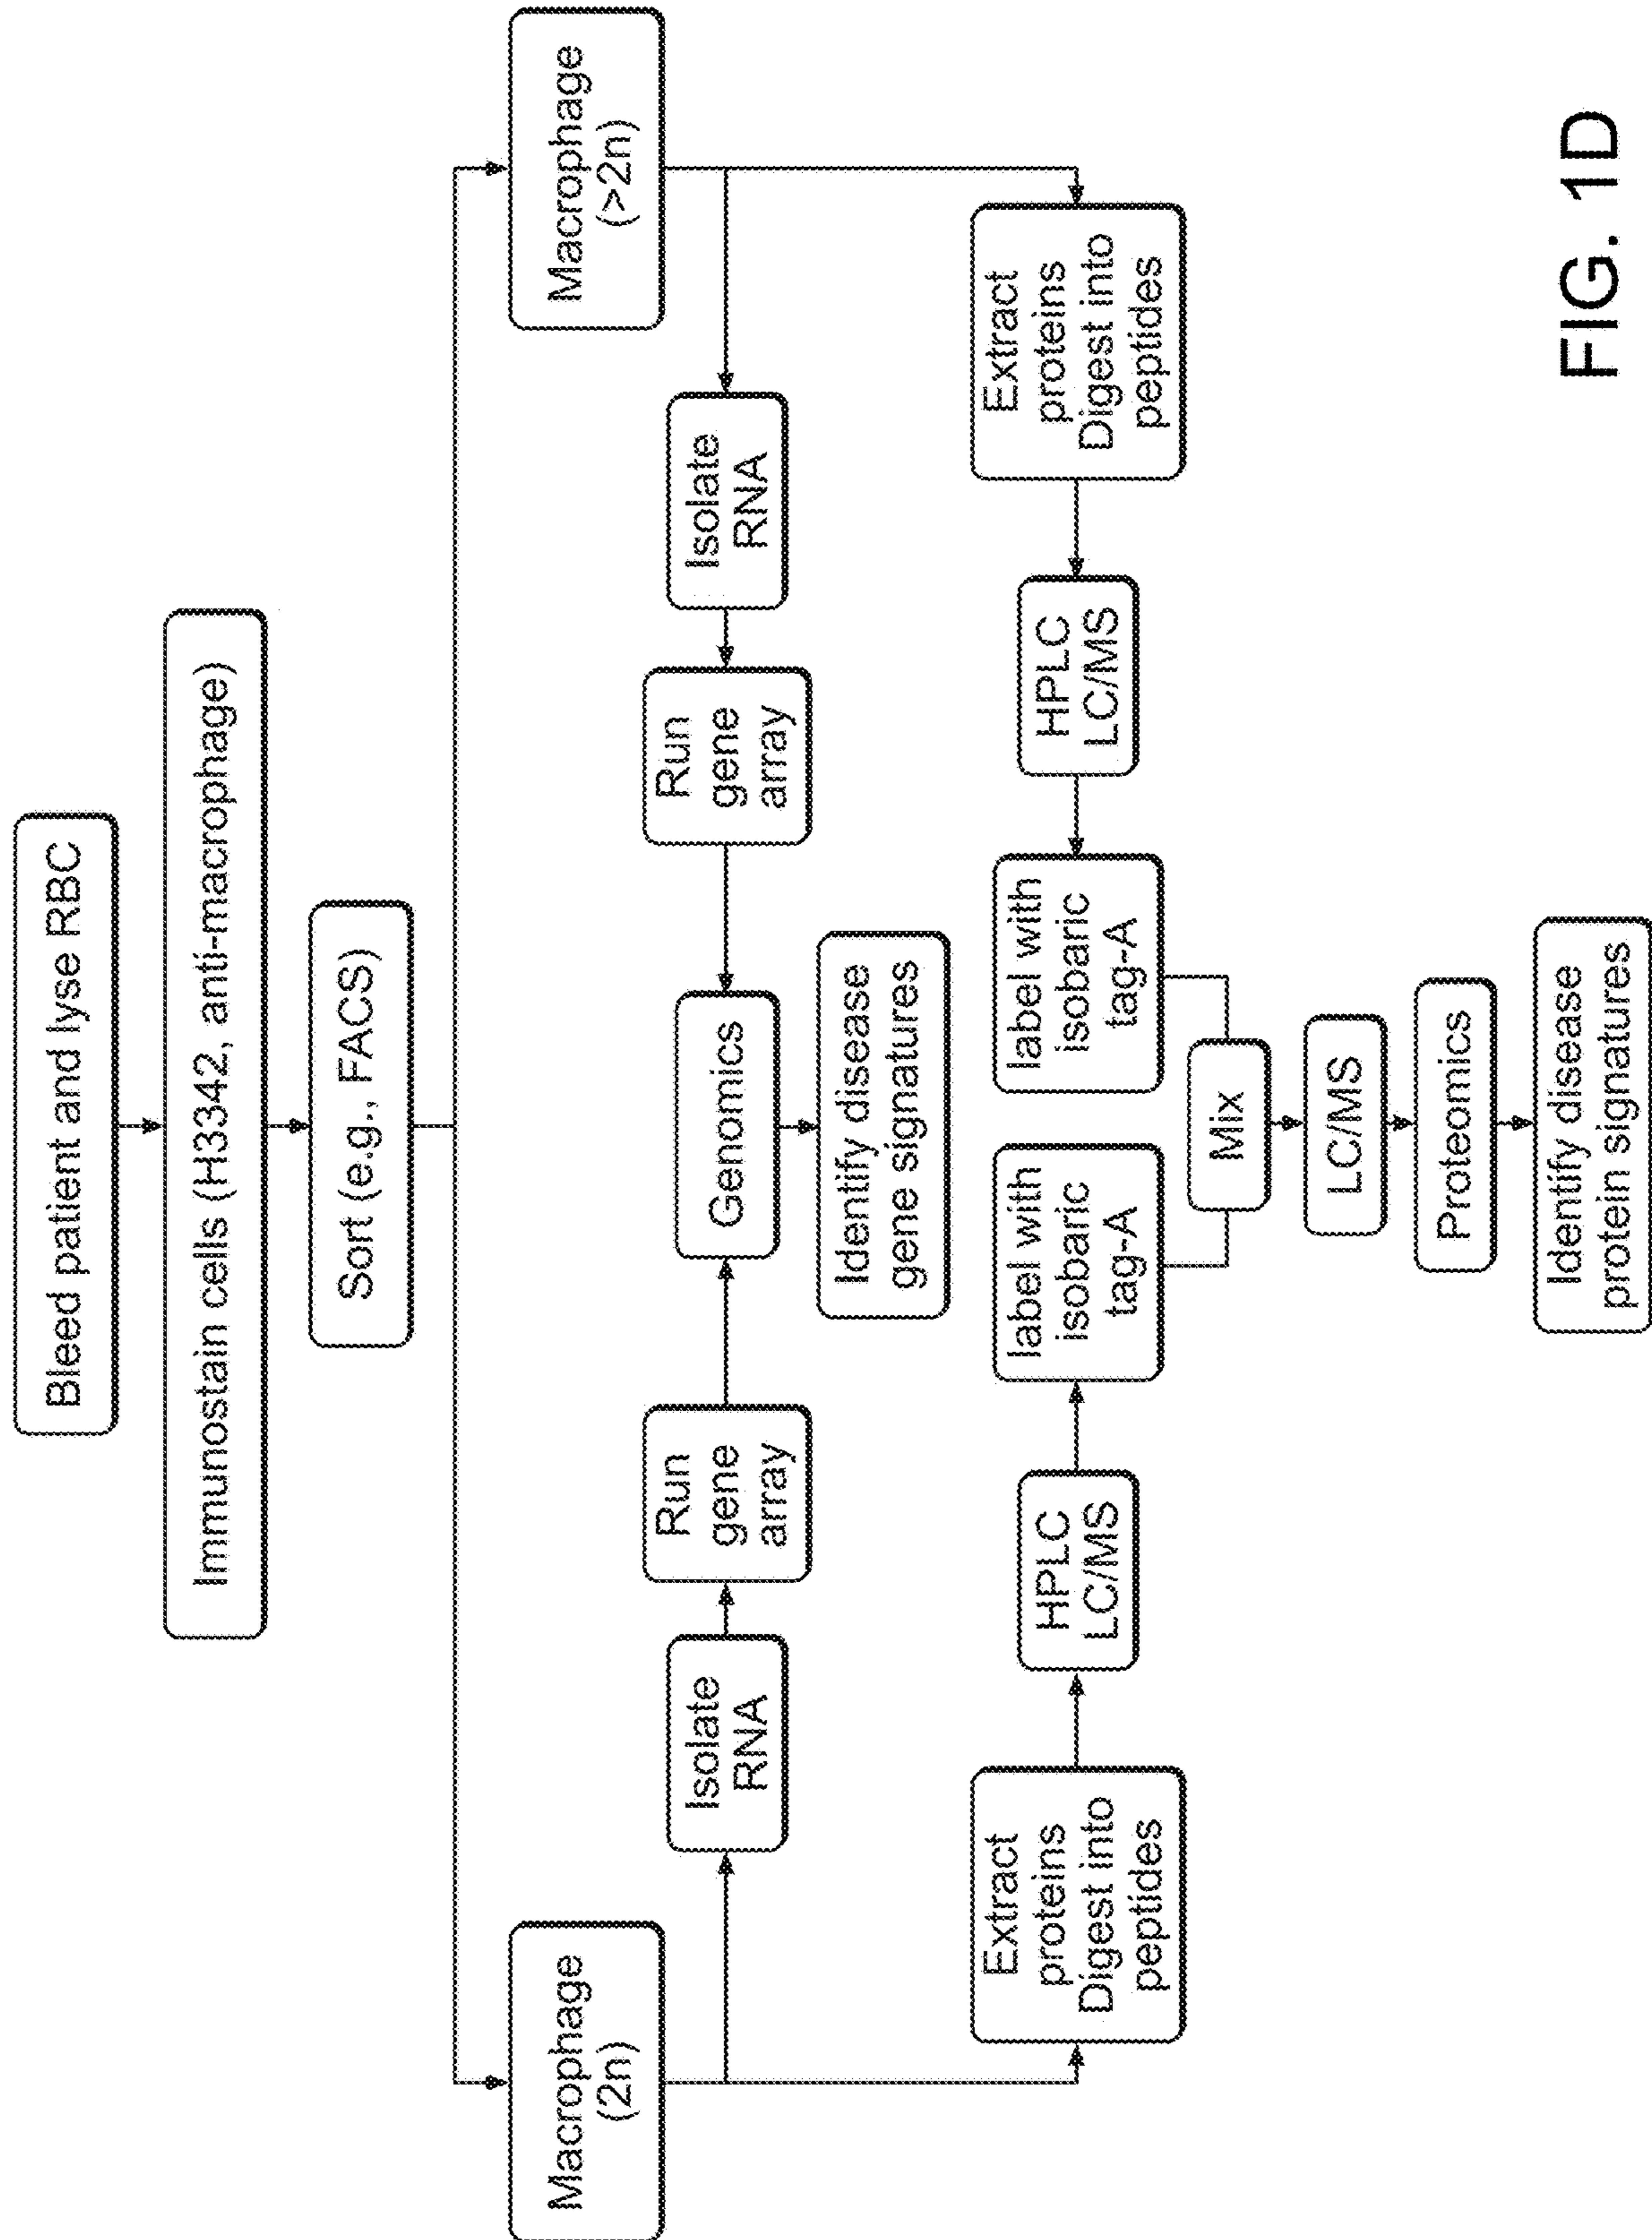 Bleed patient and lyse RBC
Immunostain cells (H3342, anti-macrophage)
Sort (e.g., FACS)
Macrophage
(2n)
Macrophage
(>2n)
Isolate
RNA
Run
gene
array
Genomics
Run
gene
array
Isolate
RNA
Identify disease
gene signatures
Extract
proteins
Digest into
peptides
HPLC
LC/MS
label with
isobaric
tag-A
label with
isobaric
tag-A
HPLC
LC/MS
Extract
proteins
Digest into
peptides
Mix
LC/MS
Proteomics
Identify disease
protein signatures
FIG. 1D